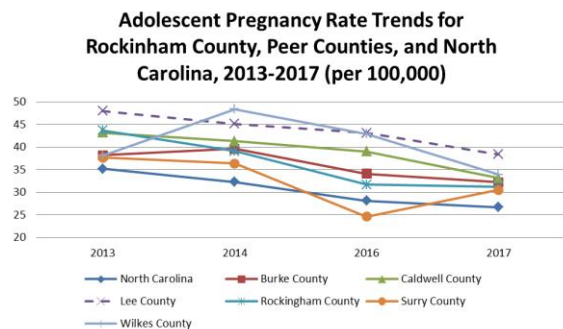 Adolescent Pregnancy Rate Trends for
Rockinham County, Peer Counties, and North
Carolina, 2013-2017 (per 100,000)
50
45
40
35
30
25
20
2013 2014 2016 2017
North Carolina Burke County Caldwell County
Lee County Rockingham County Surry County
Wilkes County